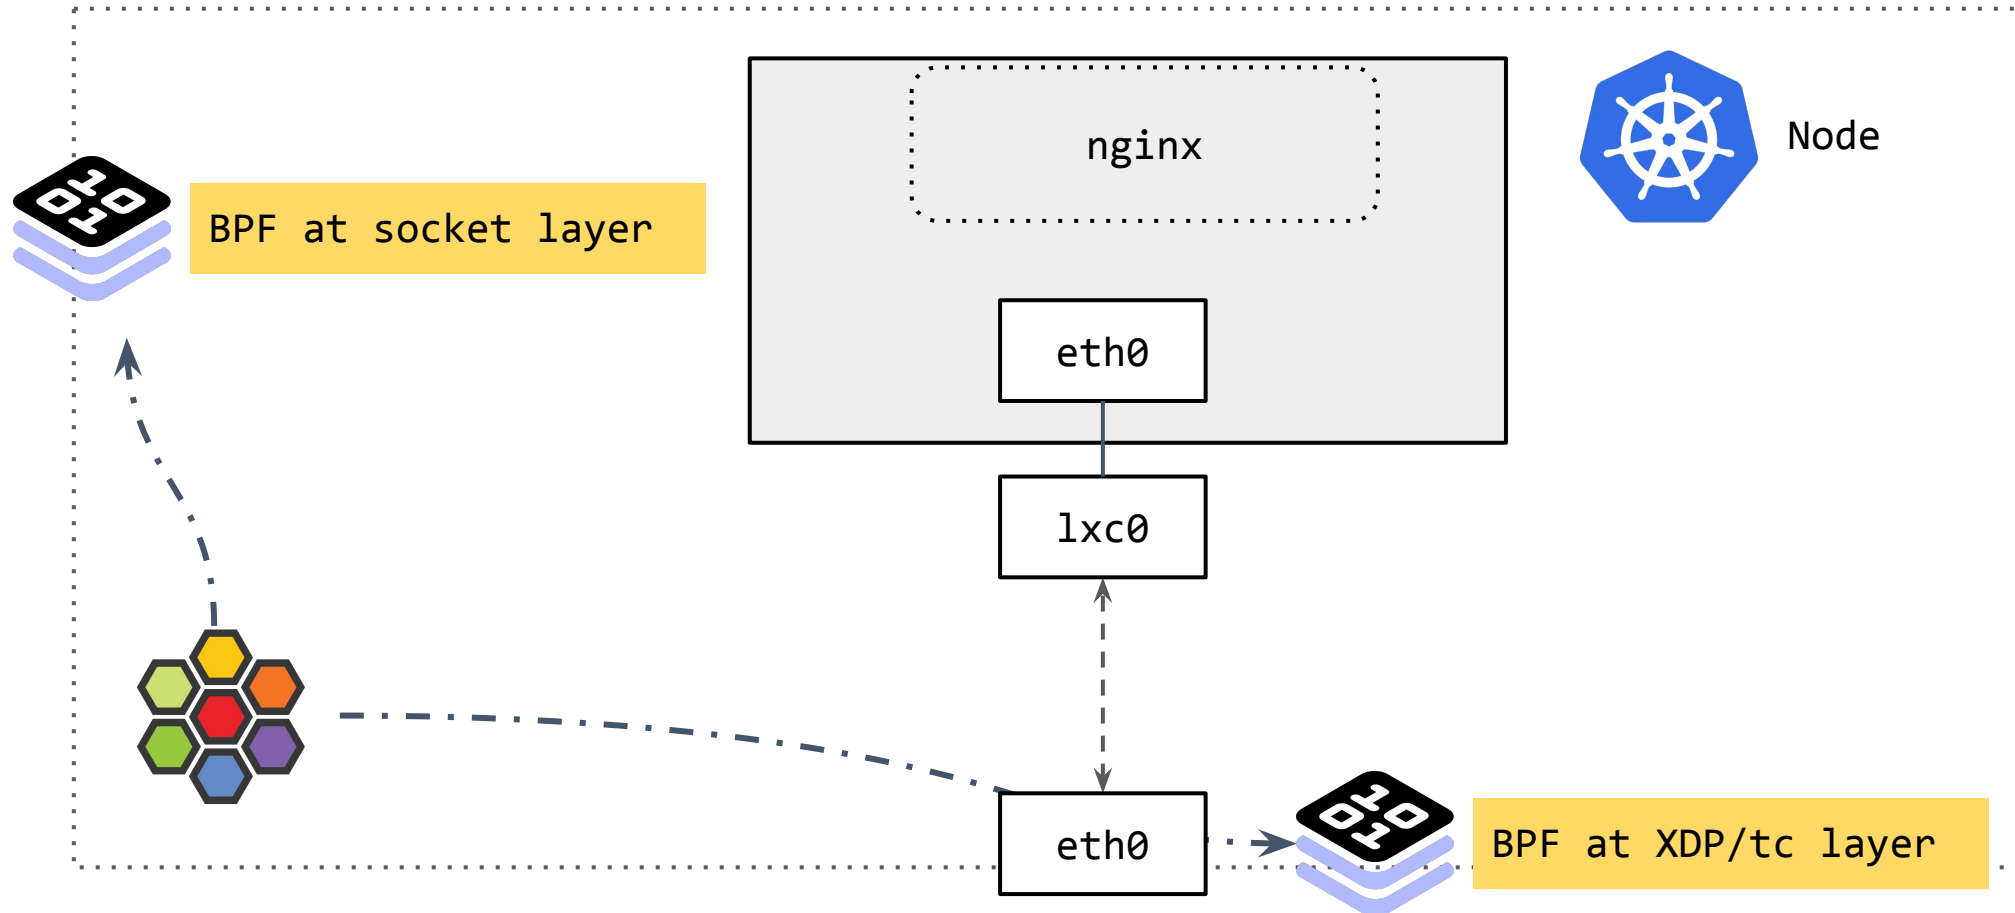 nginx
Node
BPF at socket layer
eth0
lxc0
eth0
BPF at XDP/tc layer